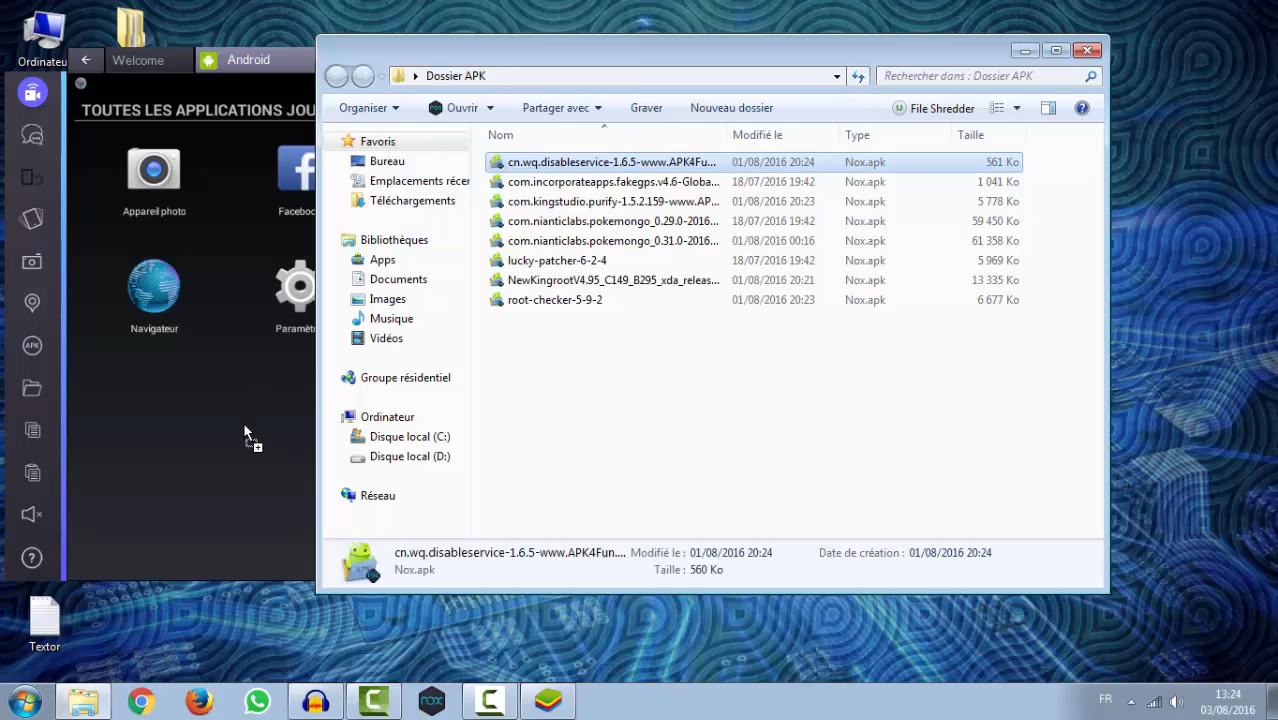 Ordinateu
Welcome
Android
TOUTES LES APPLICATIONS JOU
Appareil photo
Faceboo
Navigateur
Paramèt
APK
Dossier APK
Rechercher dans : Dossier APK
Organiser
nox
Ouvrir
Partager avec
Graver
Nouveau dossier
File Shredder
Nom
Modifié le
Type
Taille
Favoris
Bureau
Emplacements récer
Téléchargements
Bibliothèques
Apps
Documents
Images
Musique
Vidéos
Groupe résidentiel
Ordinateur
Disque local (C:)
Disque local (D:)
Réseau
cn.wq.disableservice-1.6.5-www.APK4Fu... 01/08/2016 20:24 Nox.apk 561 Ko
com.incorporateapps.fakegps.v4.6-Globa... 18/07/2016 19:42 Nox.apk 1 041 Ko
com.kingstudio.purify-1.5.2.159-www.AP... 01/08/2016 20:23 Nox.apk 5 778 Ko
com.nianticlabs.pokemongo_0.29.0-2016... 18/07/2016 19:42 Nox.apk 59 450 Ko
com.nianticlabs.pokemongo_0.31.0-2016... 01/08/2016 00:16 Nox.apk 61 358 Ko
lucky-patcher-6-2-4 18/07/2016 19:42 Nox.apk 5 969 Ko
NewKingrootV4.95_C149_B295_xda_releas... 01/08/2016 20:21 Nox.apk 13 335 Ko
root-checker-5-9-2 01/08/2016 20:23 Nox.apk 6 677 Ko
cn.wq.disableservice-1.6.5-www.APK4Fun.... Modifié le : 01/08/2016 20:24 Date de création : 01/08/2016 20:24
Nox.apk Taille : 560 Ko
Textor
nox
FR
13:24
03/08/2016